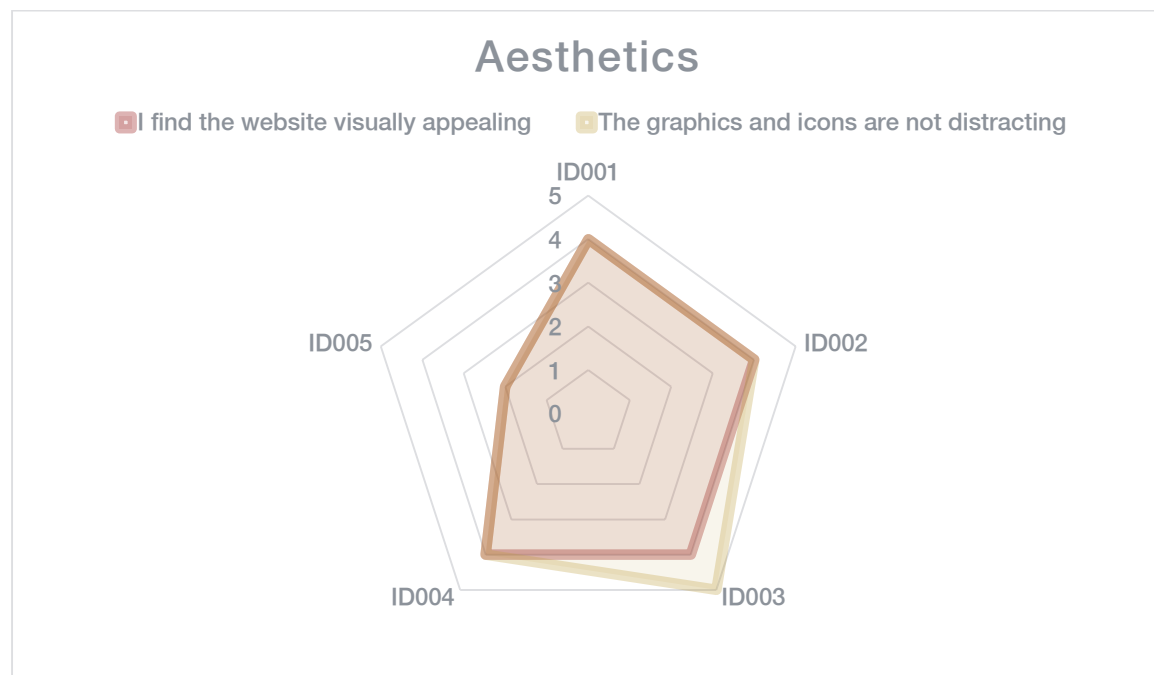 Aesthetics
I find the website visually appealing
The graphics and icons are not distracting
ID001
5
4
3
2
1
0
ID002
ID005
ID004
ID003